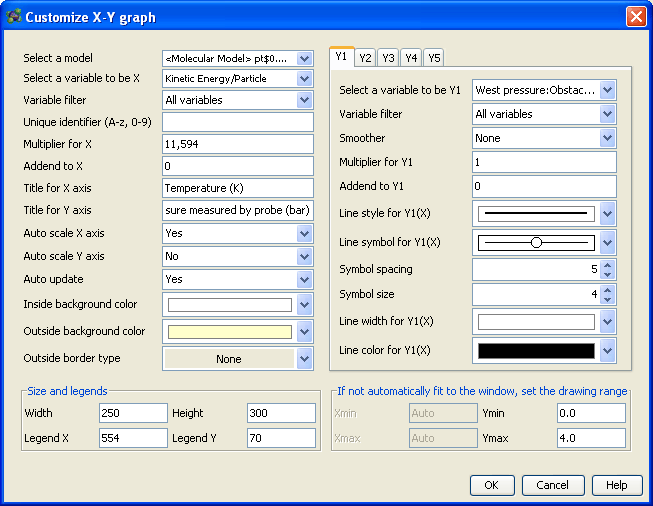 Customize X-Y graph
Select a model <Molecular Model> pt$0....
Select a variable to be X Kinetic Energy/Particle
Variable filter All variables
Unique identifier (A-z, 0-9)
Multiplier for X 11,594
Addend to X 0
Title for X axis Temperature (K)
Title for Y axis sure measured by probe (bar)
Auto scale X axis Yes
Auto scale Y axis No
Auto update Yes
Inside background color
Outside background color
Outside border type None
Y1 Y2 Y3 Y4 Y5
Select a variable to be Y1 West pressure:Obstac...
Variable filter All variables
Smoother None
Multiplier for Y1 1
Addend to Y1 0
Line style for Y1(X)
Line symbol for Y1(X)
Symbol spacing 5
Symbol size 4
Line width for Y1(X)
Line color for Y1(X)
Size and legends
Width 250 Height 300
Legend X 554 Legend Y 70
If not automatically fit to the window, set the drawing range
Xmin Auto Ymin 0.0
Xmax Auto Ymax 4.0
OK Cancel Help